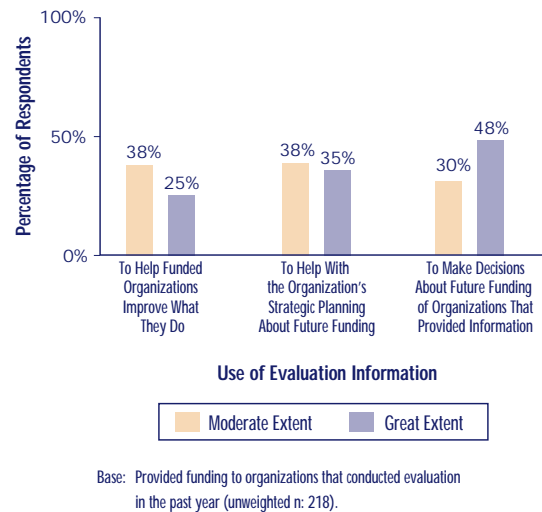 100%
Percentage of Respondents
50%
0%
38%
25%
38%
35%
30%
48%
To Help Funded
Organizations
Improve What
They Do
To Help With
the Organization's
Strategic Planning
About Future Funding
To Make Decisions
About Future Funding
of Organizations That
Provided Information
Use of Evaluation Information
Moderate Extent
Great Extent
Base: Provided funding to organizations that conducted evaluation
in the past year (unweighted n: 218).